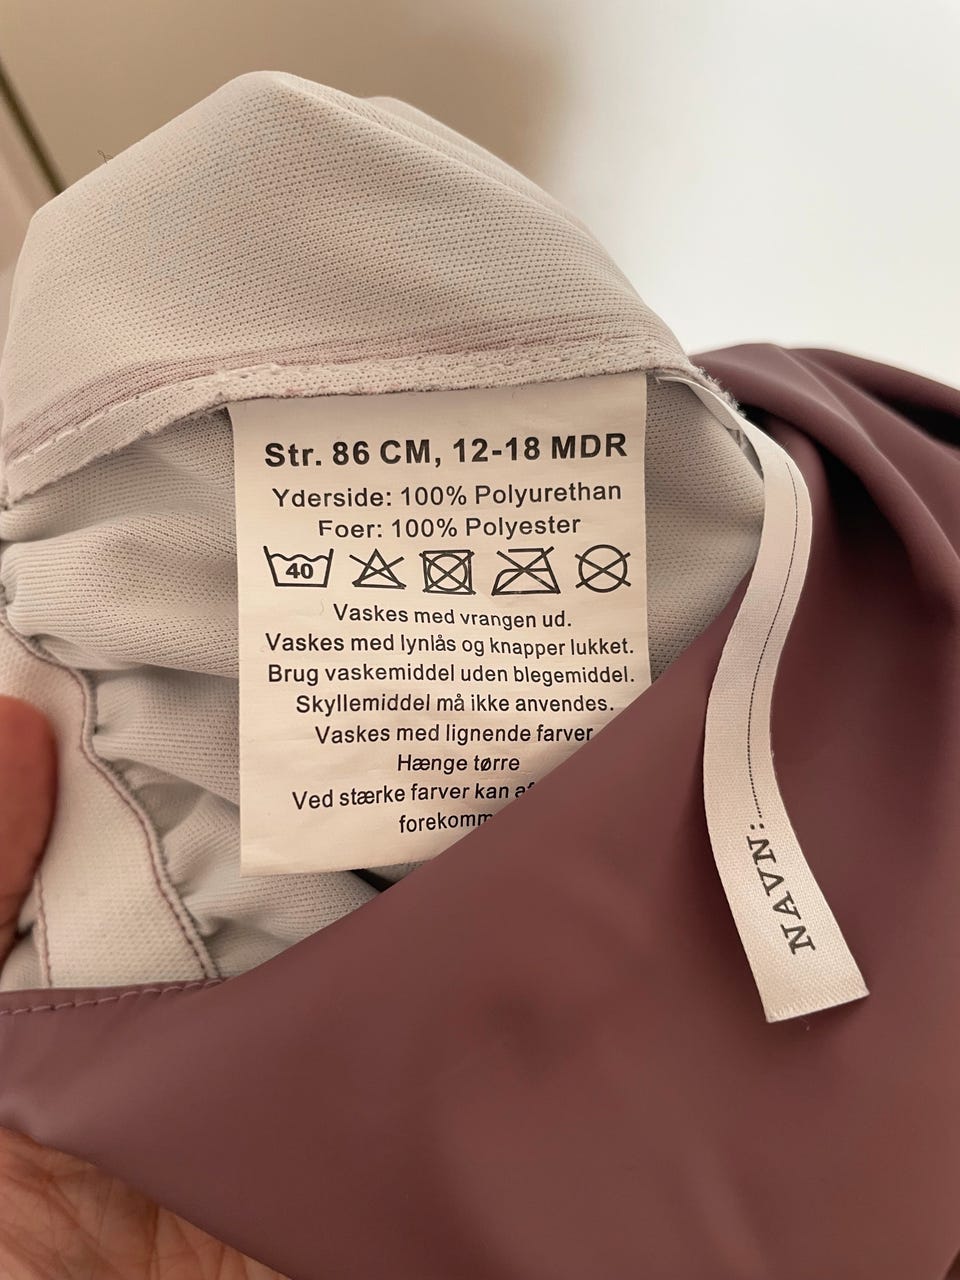 Str. 86 CM, 12-18 MDR
Yderside: 100% Polyurethan
Foer: 100% Polyester
40
Vaskes med vrangen ud.
Vaskes med lynlås og knapper lukket.
Brug vaskemiddel uden blegemiddel.
Skyllemiddel må ikke anvendes.
Vaskes med lignende farver
Hænge tørre
Ved stærke farver kan
NAVN: